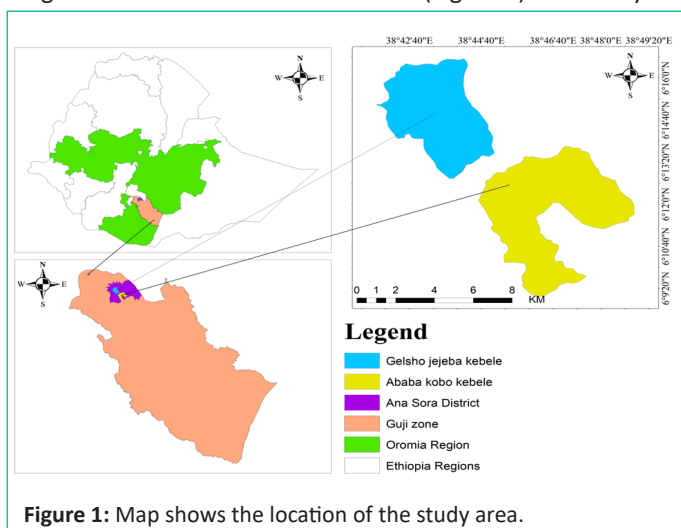 38°42'40"E 38°44'40"E 38°46'40"E 38°48'0"E 38°49'20"E
N
W E
S
N
W E
S
6°16'0"N
6°14'40"N
6°13'20"N
6°12'0"N
6°10'40"N
6°9'20"N
N
W E
S
0 1 2 4 6 8
KM
Legend
Gelsho jejeba kebele
Ababa kobo kebele
Ana Sora District
Guji zone
Oromia Region
Ethiopia Regions
Figure 1: Map shows the location of the study area.